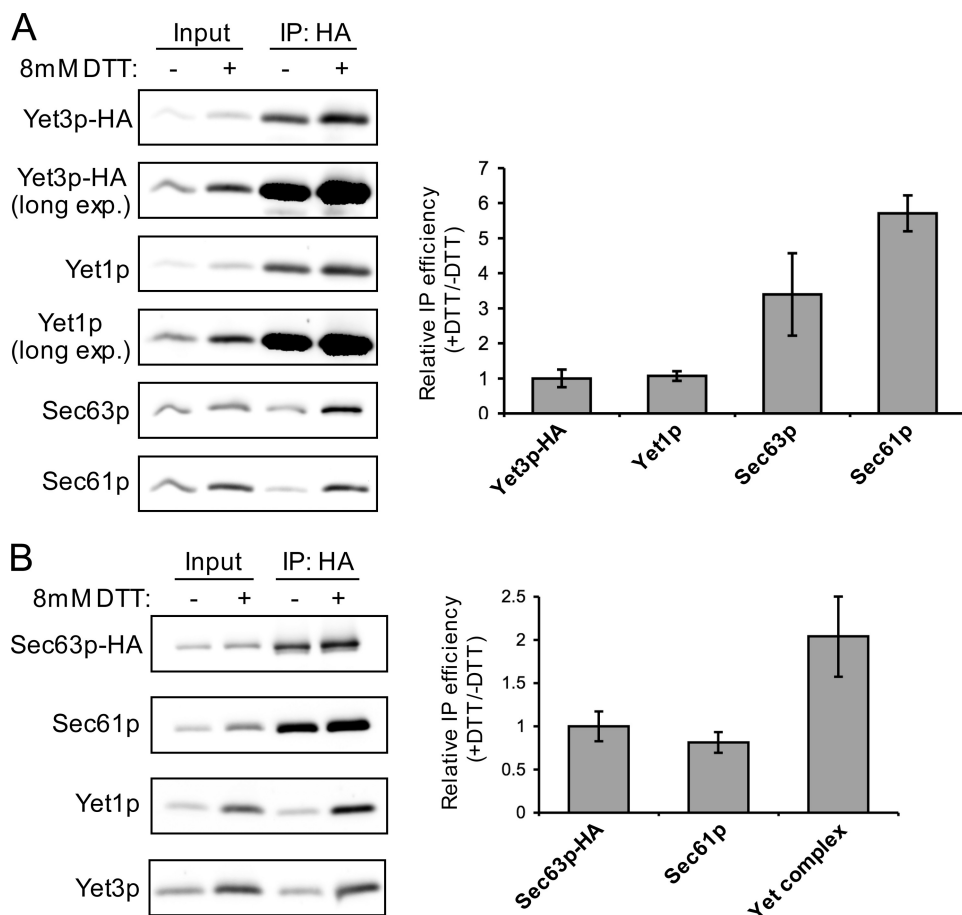 A
Input IP: HA
8mM DTT: - + - +
Yet3p-HA
Yet3p-HA
(long exp.)
Yet1p
Yet1p
(long exp.)
Sec63p
Sec61p
Relative IP efficiency
(+DTT/-DTT)
7
6
5
4
3
2
1
0
Yet3p-HA
Yet1p
Sec63p
Sec61p
B
Input IP: HA
8mM DTT: - + - +
Sec63p-HA
Sec61p
Yet1p
Yet3p
Relative IP efficiency
(+DTT/-DTT)
2.5
2
1.5
1
0.5
0
Sec63p-HA
Sec61p
Yet complex